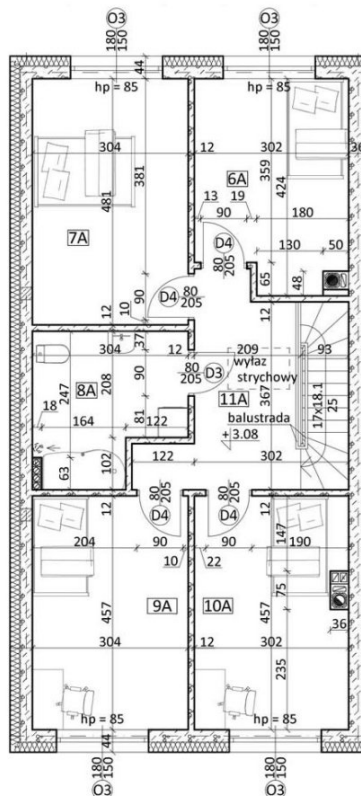 O3 O3
180 150 180 150
44
hp = 85 hp = 85
304 12 302 36
381 359 424
481
6A
13 19
90 180
7A
D4 80 205
130 50
90 D4 80 205
65 48
10
12 12
304 37 12 209 93
80 205 D3 wyłaz
strychowy
8A 208 90
247 11A 367
balustrada
17x18.1 25
18
164 81 122
+ 3.08
63 102
122 302
12 80 205 80 205 12
D4 D4
204 90 90 190
147
10 22
75
457 9A 10A 457
304 12 302
36
235
hp = 85 hp = 85
44
180 150 180 150
O3 O3